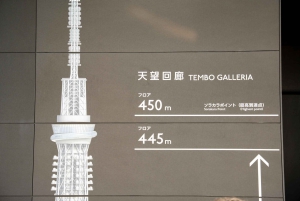 天望回廊 TEMBO GALLERIA
フロア
450 m ソラカラポイント(最高到達点)
Sorakara Point (Highest point)
フロア
445 m